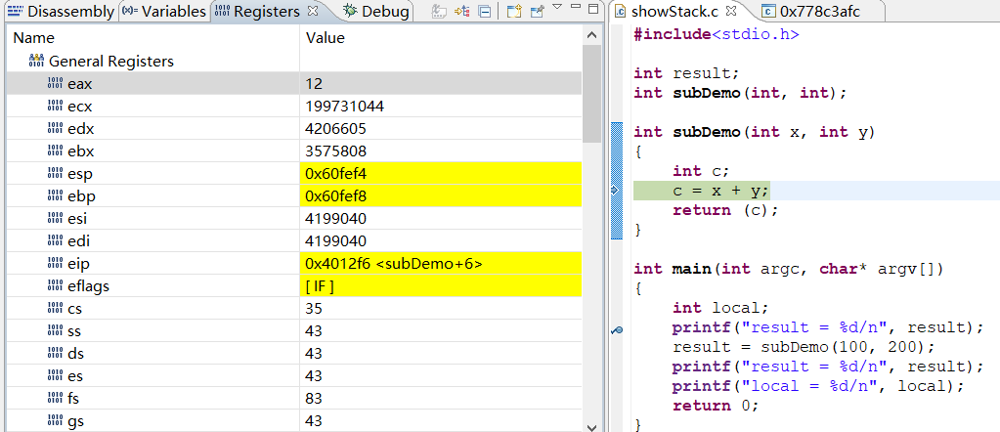 Disassembly (x)= Variables Registers Debug
Name Value
General Registers
eax 12
ecx 199731044
edx 4206605
ebx 3575808
esp 0x60fef4
ebp 0x60fef8
esi 4199040
edi 4199040
eip 0x4012f6 <subDemo+6>
eflags [ IF ]
cs 35
ss 43
ds 43
es 43
fs 83
gs 43
showStack.c 0x778c3afc
#include<stdio.h>
int result;
int subDemo(int, int);
int subDemo(int x, int y)
{
int c;
c = x + y;
return (c);
}
int main(int argc, char* argv[])
{
int local;
printf("result = %d/n", result);
result = subDemo(100, 200);
printf("result = %d/n", result);
printf("local = %d/n", local);
return 0;
}